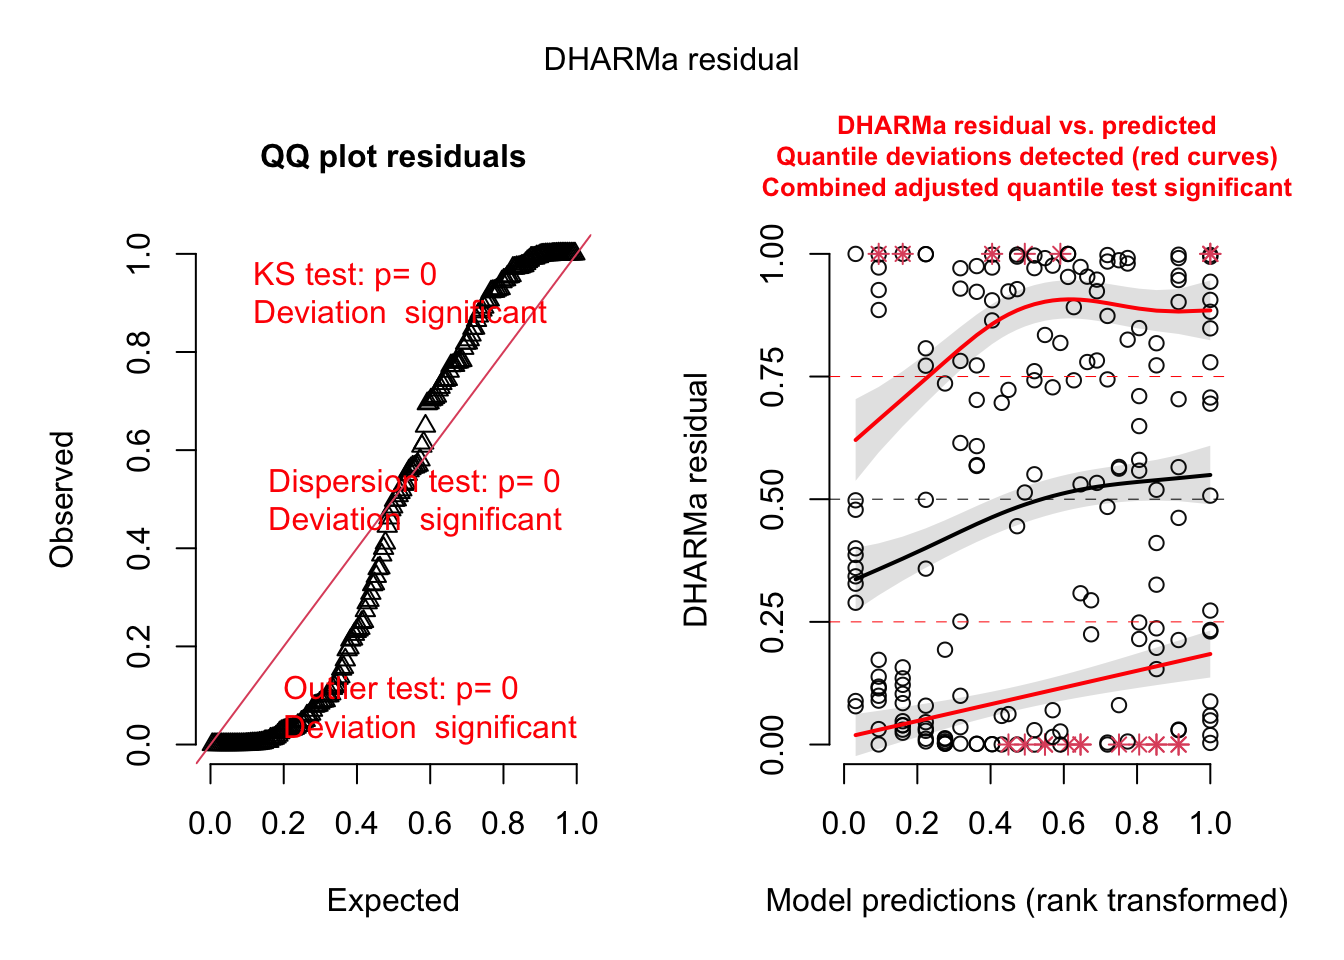 DHARMa residual
QQ plot residuals
KS test: p= 0
Deviation  significant
Dispersion test: p= 0
Deviation  significant
Outlier test: p= 0
Deviation  significant
Observed
0.0 0.2 0.4 0.6 0.8 1.0
0.0 0.2 0.4 0.6 0.8 1.0
Expected
DHARMa residual vs. predicted
Quantile deviations detected (red curves)
Combined adjusted quantile test significant
DHARMa residual
0.00 0.25 0.50 0.75 1.00
0.0 0.2 0.4 0.6 0.8 1.0
Model predictions (rank transformed)